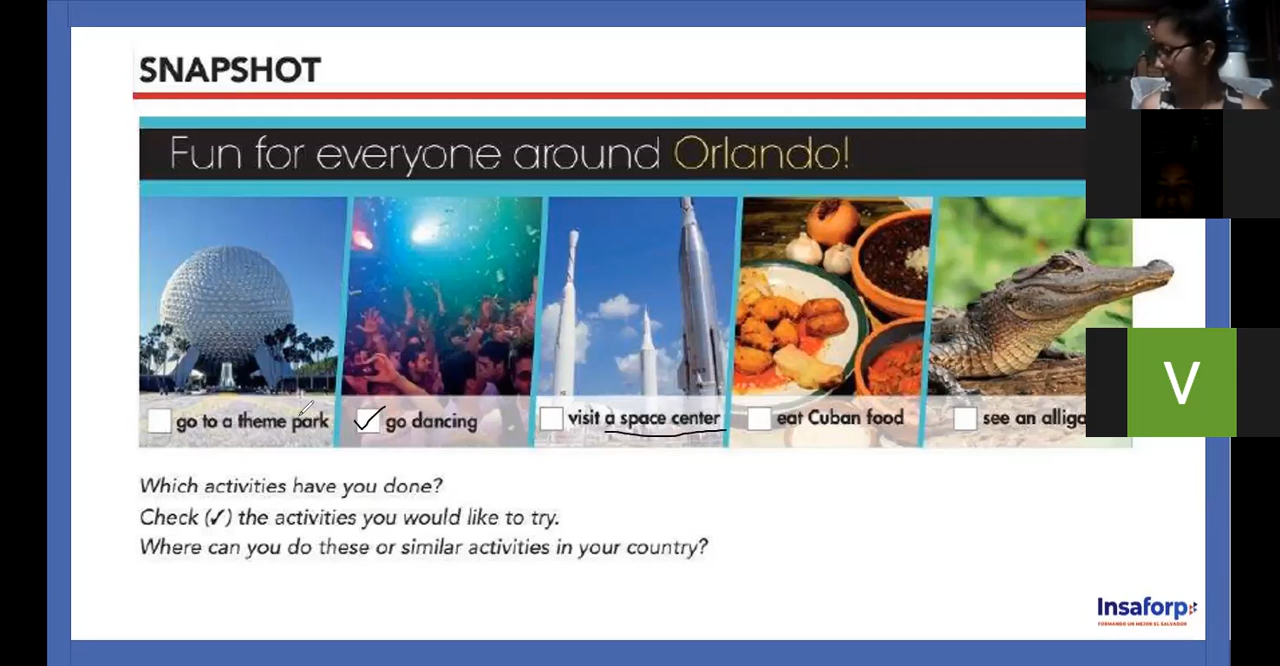 SNAPSHOT
Fun for everyone around Orlando!
go to a theme park
✓ go dancing
visit a space center
eat Cuban food
see an alliga
Which activities have you done?
Check (✓) the activities you would like to try.
Where can you do these or similar activities in your country?
V
Insaforp
FORMANDO UN MEJOR EL SALVADOR